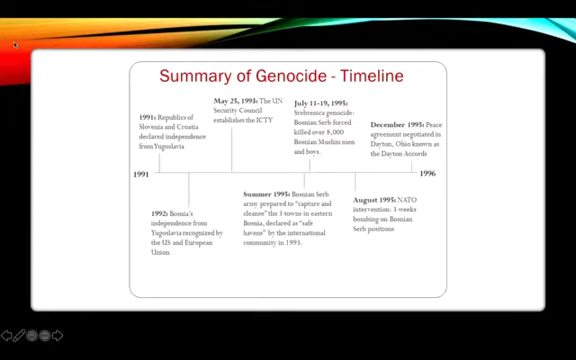 Summary of Genocide - Timeline
1991: Republics of
Slovenia and Croatia
declared independence
from Yugoslavia
May 25, 1993: The UN
Security Council
establishes the ICTY
July 11-19, 1995:
Srebrenica genocide:
Bosnian Serb forced
killed over 8,000
Bosnian Muslim men
and boys.
December 1995: Peace
agreement negotiated in
Dayton, Ohio known as
the Dayton Accords
1991
1996
1992: Bosnia's
independence from
Yugoslavia recognized by
the US and European
Union
Summer 1995: Bosnian Serb
army prepared to "capture and
cleanse" the 3 towns in eastern
Bosnia, declared as "safe
havens" by the international
community in 1993.
August 1995: NATO
intervention: 3 weeks
bombing on Bosnian
Serb positions